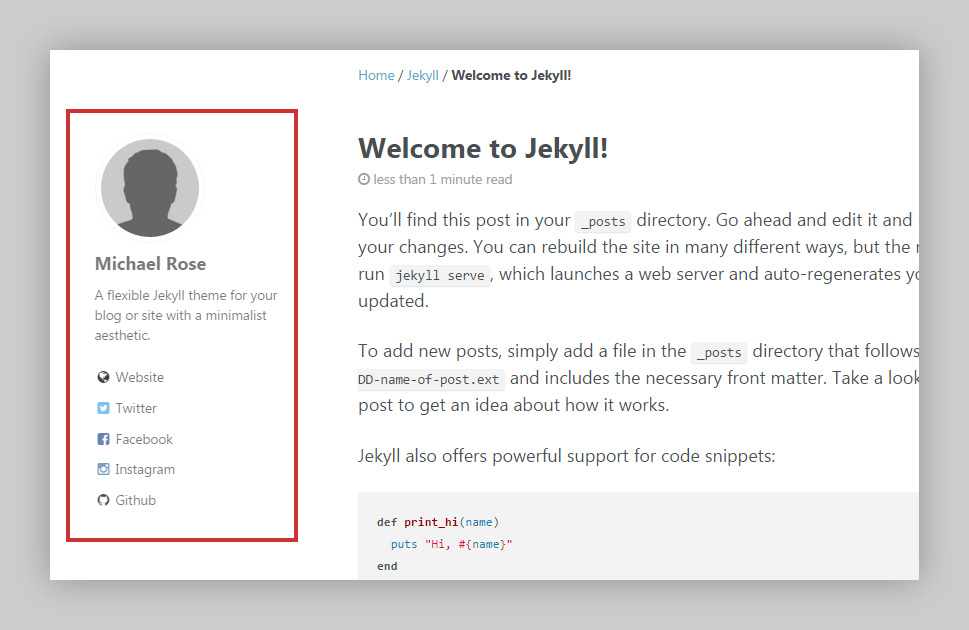 Home / Jekyll / Welcome to Jekyll!
Michael Rose
A flexible Jekyll theme for your
blog or site with a minimalist
aesthetic.
Website
Twitter
Facebook
Instagram
Github
Welcome to Jekyll!
less than 1 minute read
You’ll find this post in your _posts directory. Go ahead and edit it and
your changes. You can rebuild the site in many different ways, but the
run jekyll serve, which launches a web server and auto-regenerates
updated.
To add new posts, simply add a file in the _posts directory that follows
DD-name-of-post.ext and includes the necessary front matter. Take a look
post to get an idea about how it works.
Jekyll also offers powerful support for code snippets:
def print_hi(name)
  puts "Hi, #{name}"
end